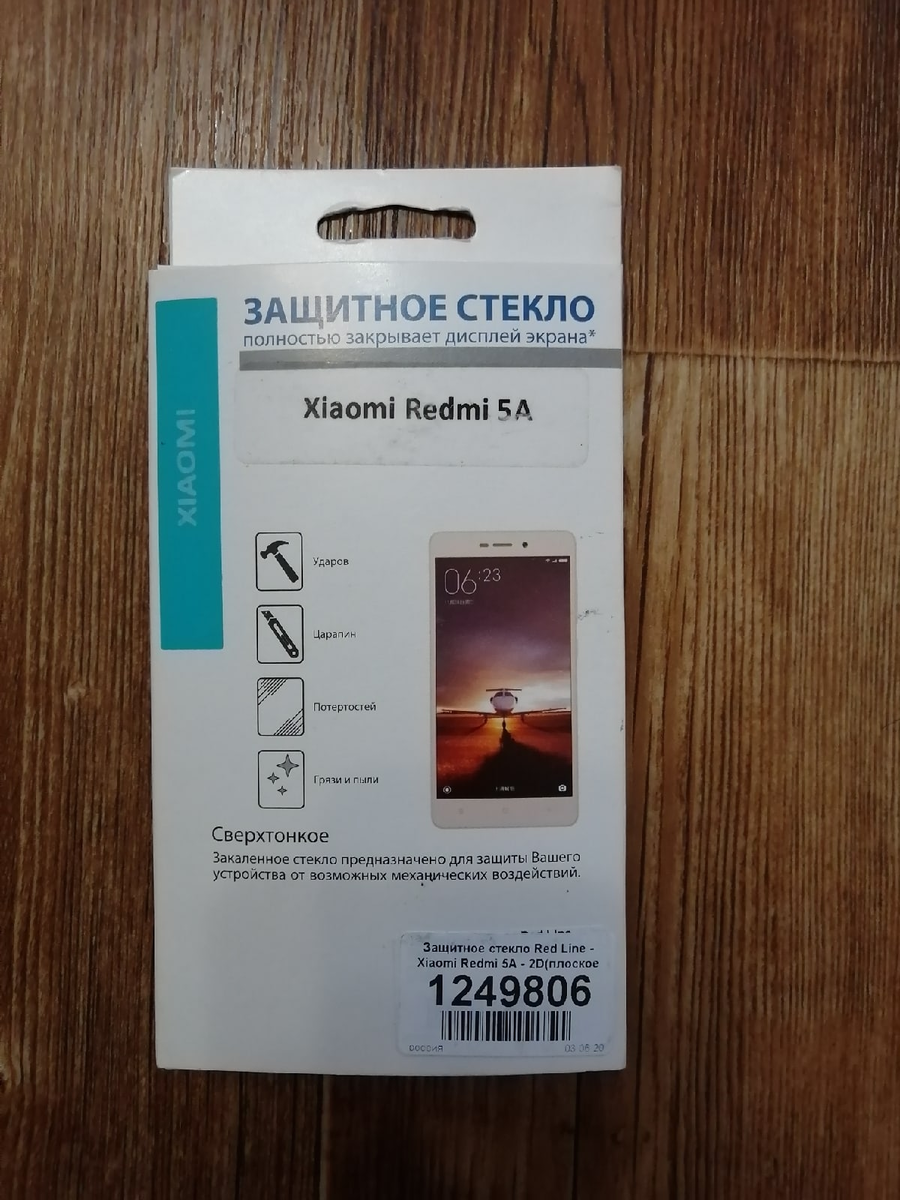 ЗАЩИТНОЕ СТЕКЛО
полностью закрывает дисплей экрана*
XIAOMI
Xiaomi Redmi 5A
06:23
Ударов
Царапин
Потертостей
Грязи и пыли
Сверхтонкое
Закаленное стекло предназначено для защиты Вашего
устройства от возможных механических воздействий.
Защитное стекло Red Line -
Xiaomi Redmi 5A - 2D(плоское
1249806
россия 03 06 20